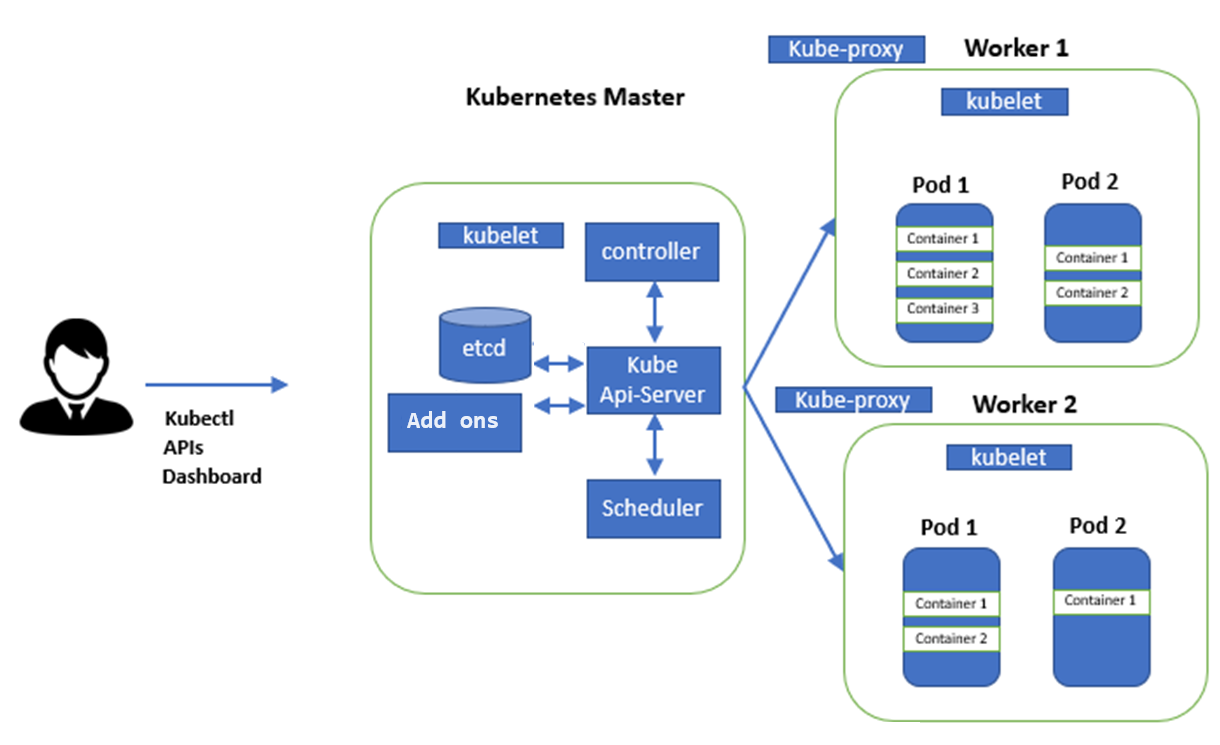 Kubectl
APIs
Dashboard
Kubernetes Master
kubelet
controller
etcd
Kube
Api-Server
Add ons
Scheduler
Kube-proxy
Worker 1
kubelet
Pod 1
Container 1
Container 2
Container 3
Pod 2
Container 1
Container 2
Kube-proxy
Worker 2
kubelet
Pod 1
Container 1
Container 2
Pod 2
Container 1